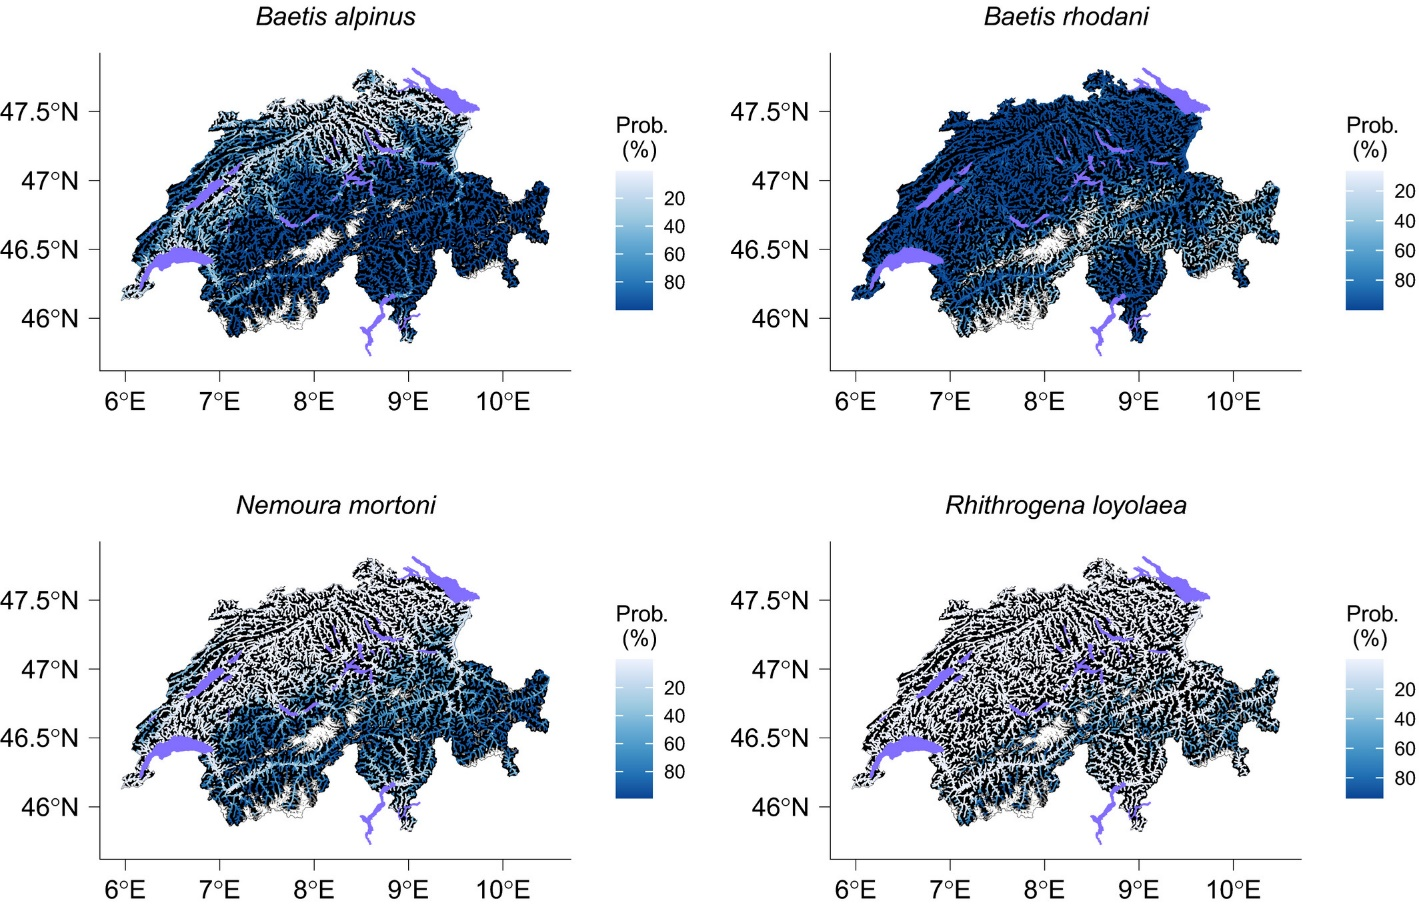 Baetis alpinus
47.5°N
47°N
46.5°N
46°N
6°E 7°E 8°E 9°E 10°E
Prob.
(%)
20
40
60
80
Baetis rhodani
47.5°N
47°N
46.5°N
46°N
6°E 7°E 8°E 9°E 10°E
Prob.
(%)
20
40
60
80
Nemoura mortoni
47.5°N
47°N
46.5°N
46°N
6°E 7°E 8°E 9°E 10°E
Prob.
(%)
20
40
60
80
Rhithrogena loyolaea
47.5°N
47°N
46.5°N
46°N
6°E 7°E 8°E 9°E 10°E
Prob.
(%)
20
40
60
80